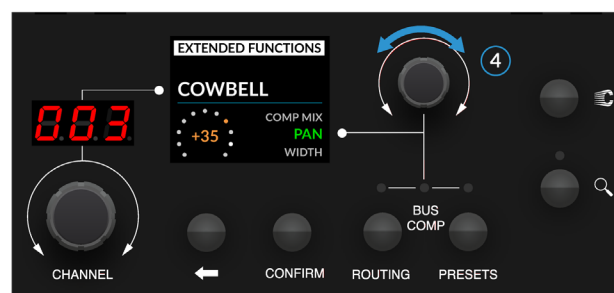 EXTENDED FUNCTIONS
4
COWBELL
003
COMP MIX
+35
PAN
WIDTH
BUS
COMP
CHANNEL
CONFIRM
ROUTING
PRESETS